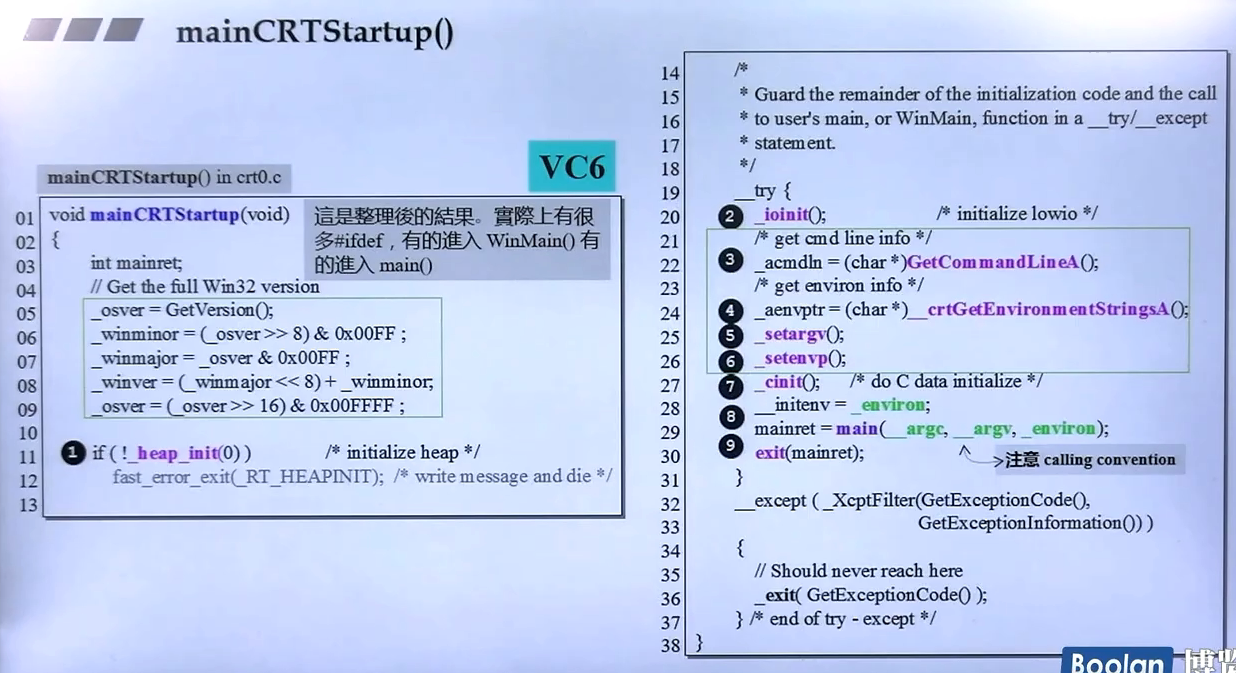 mainCRTStartup()
VC6
mainCRTStartup() in crt0.c
這是整理後的結果。實際上有很
多#ifdef，有的進入 WinMain() 有
的進入 main()
01 void mainCRTStartup(void)
02 {
03 int mainret;
04 // Get the full Win32 version
05 _osver = GetVersion();
06 _winminor = (_osver >> 8) & 0x00FF ;
07 _winmajor = _osver & 0x00FF ;
08 _winver = (_winmajor << 8) + _winminor;
09 _osver = (_osver >> 16) & 0x00FFFF ;
10
11 1 if ( !_heap_init(0) ) /* initialize heap */
12 fast_error_exit(_RT_HEAPINIT); /* write message and die */
13
14 /*
15 * Guard the remainder of the initialization code and the call
16 * to user's main, or WinMain, function in a __try/__except
17 * statement.
18 */
19 __try {
20 2 _ioinit(); /* initialize lowio */
21 /* get cmd line info */
22 3 _acmdln = (char *)GetCommandLineA();
23 /* get environ info */
24 4 _aenvptr = (char *)__crtGetEnvironmentStringsA();
25 5 _setargv();
26 6 _setenvp();
27 7 _cinit(); /* do C data initialize */
28 __initenv = _environ;
29 8 mainret = main(__argc, __argv, _environ);
30 9 exit(mainret);
注意 calling convention
31 }
32 __except ( _XcptFilter(GetExceptionCode(),
33 GetExceptionInformation()) )
34 {
35 // Should never reach here
36 _exit( GetExceptionCode() );
37 } /* end of try - except */
38 }
Boolan